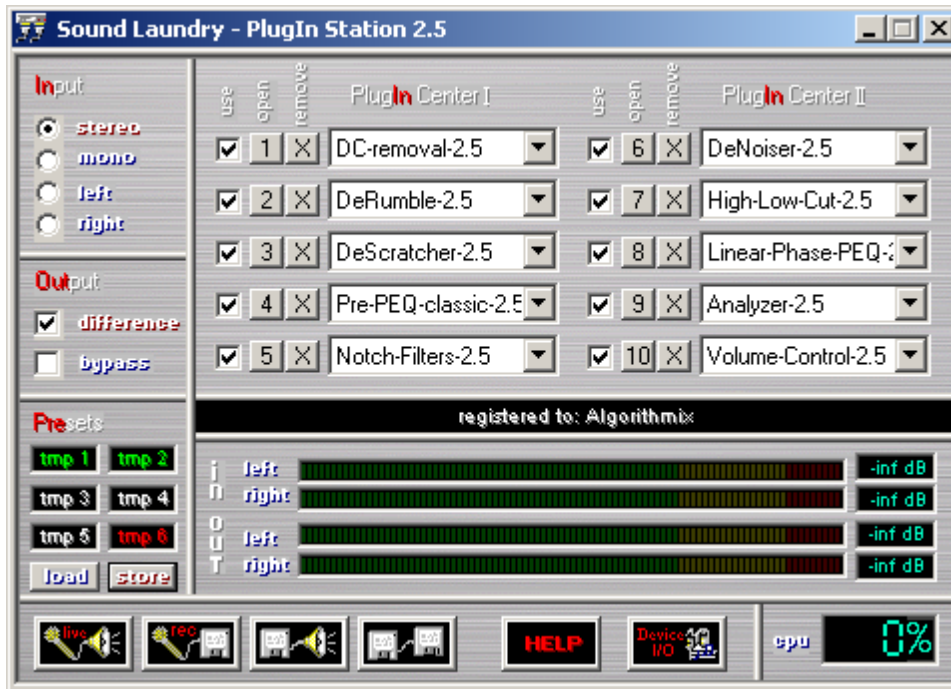 Sound Laundry - PlugIn Station 2.5
Input
stereo
mono
left
right
Output
difference
bypass
Presets
tmp 1 tmp 2
tmp 3 tmp 4
tmp 5 tmp 6
load store
use open remove PlugIn Center I
1 X DC-removal-2.5
2 X DeRumble-2.5
3 X DeScratcher-2.5
4 X Pre-PEQ-classic-2.5
5 X Notch-Filters-2.5
use open remove PlugIn Center II
6 X DeNoiser-2.5
7 X High-Low-Cut-2.5
8 X Linear-Phase-PEQ-2
9 X Analyzer-2.5
10 X Volume-Control-2.5
registered to: Algorithmix
in
left -inf dB
right -inf dB
OUT
left -inf dB
right -inf dB
live
rec
HELP
Device I/O
cpu 0%